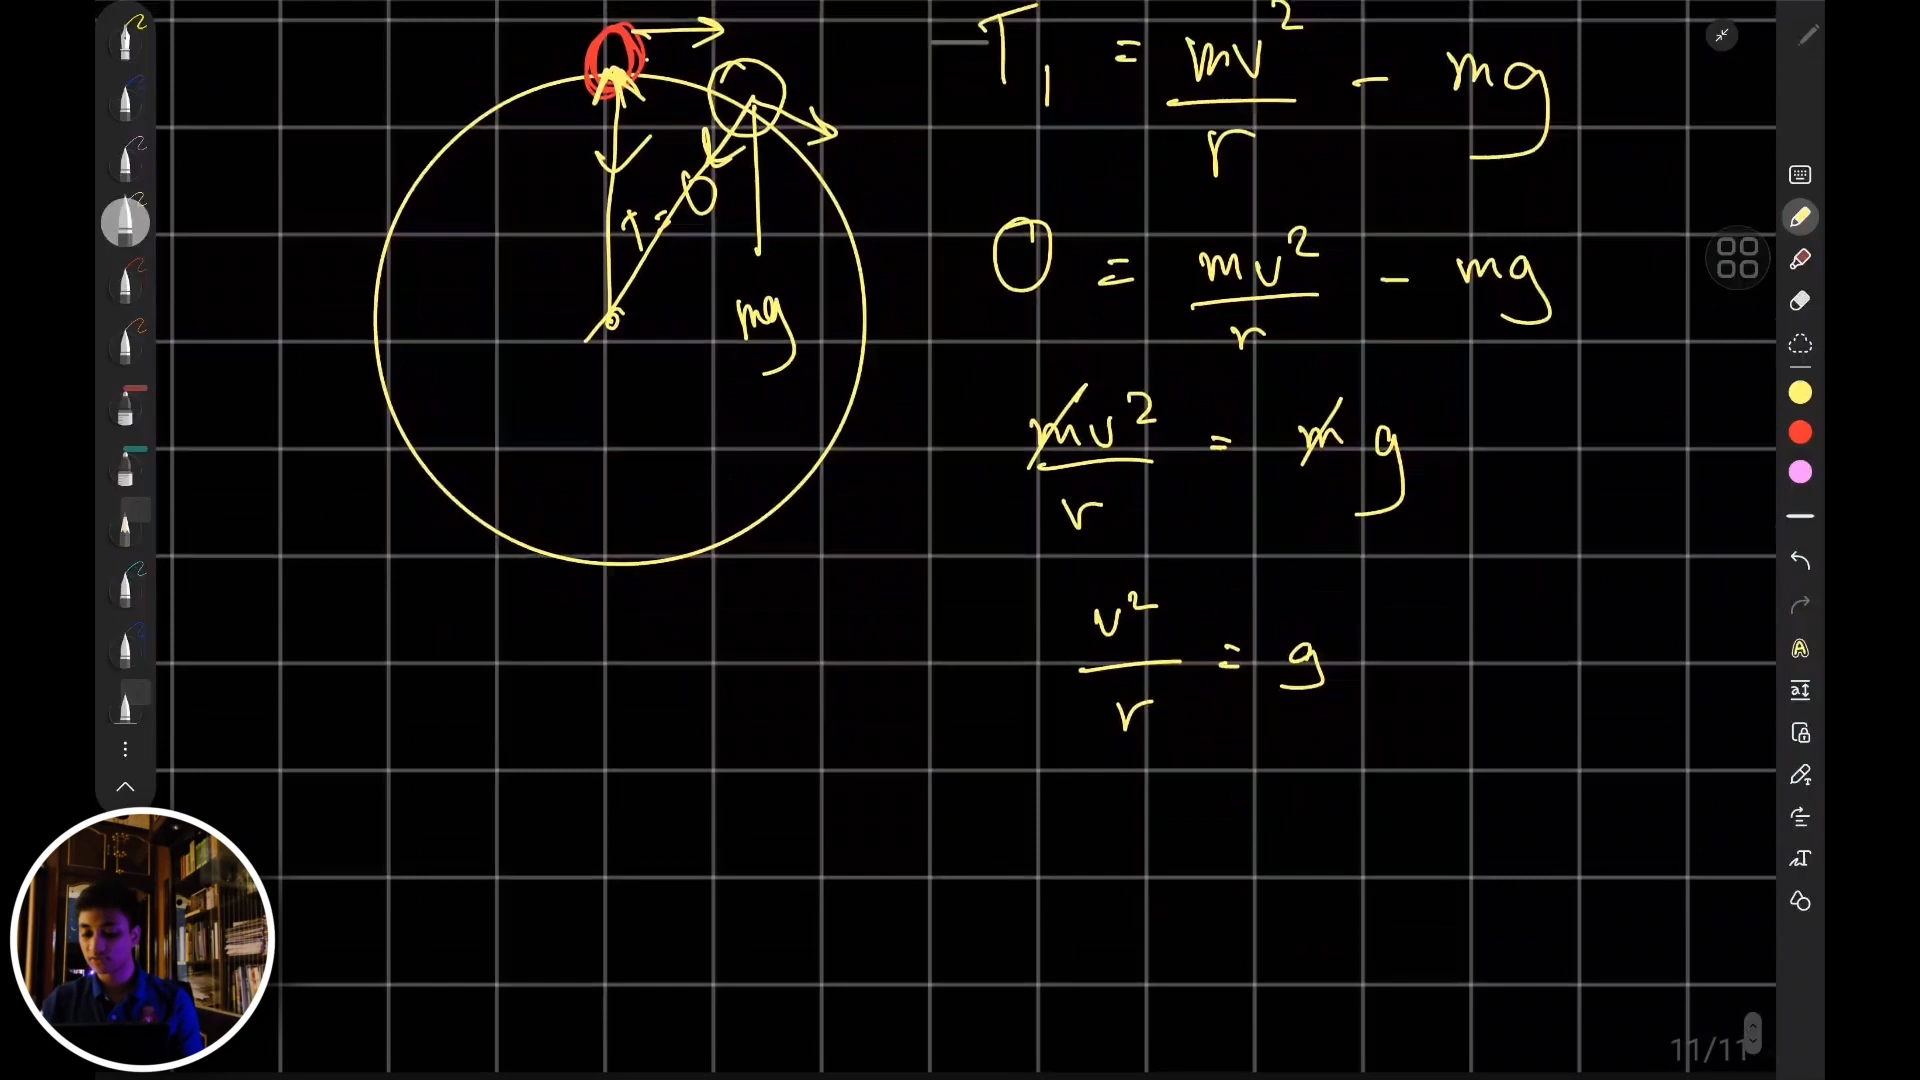 T₁ = mv²/r - mg
0 = mv²/r - mg
mv²/r = mg
v²/r = g
T = 0
mg
11/11